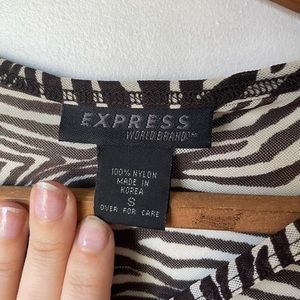 EXPRESS
WORLD BRAND™
100% NYLON
MADE IN
KOREA
S
OVER FOR CARE